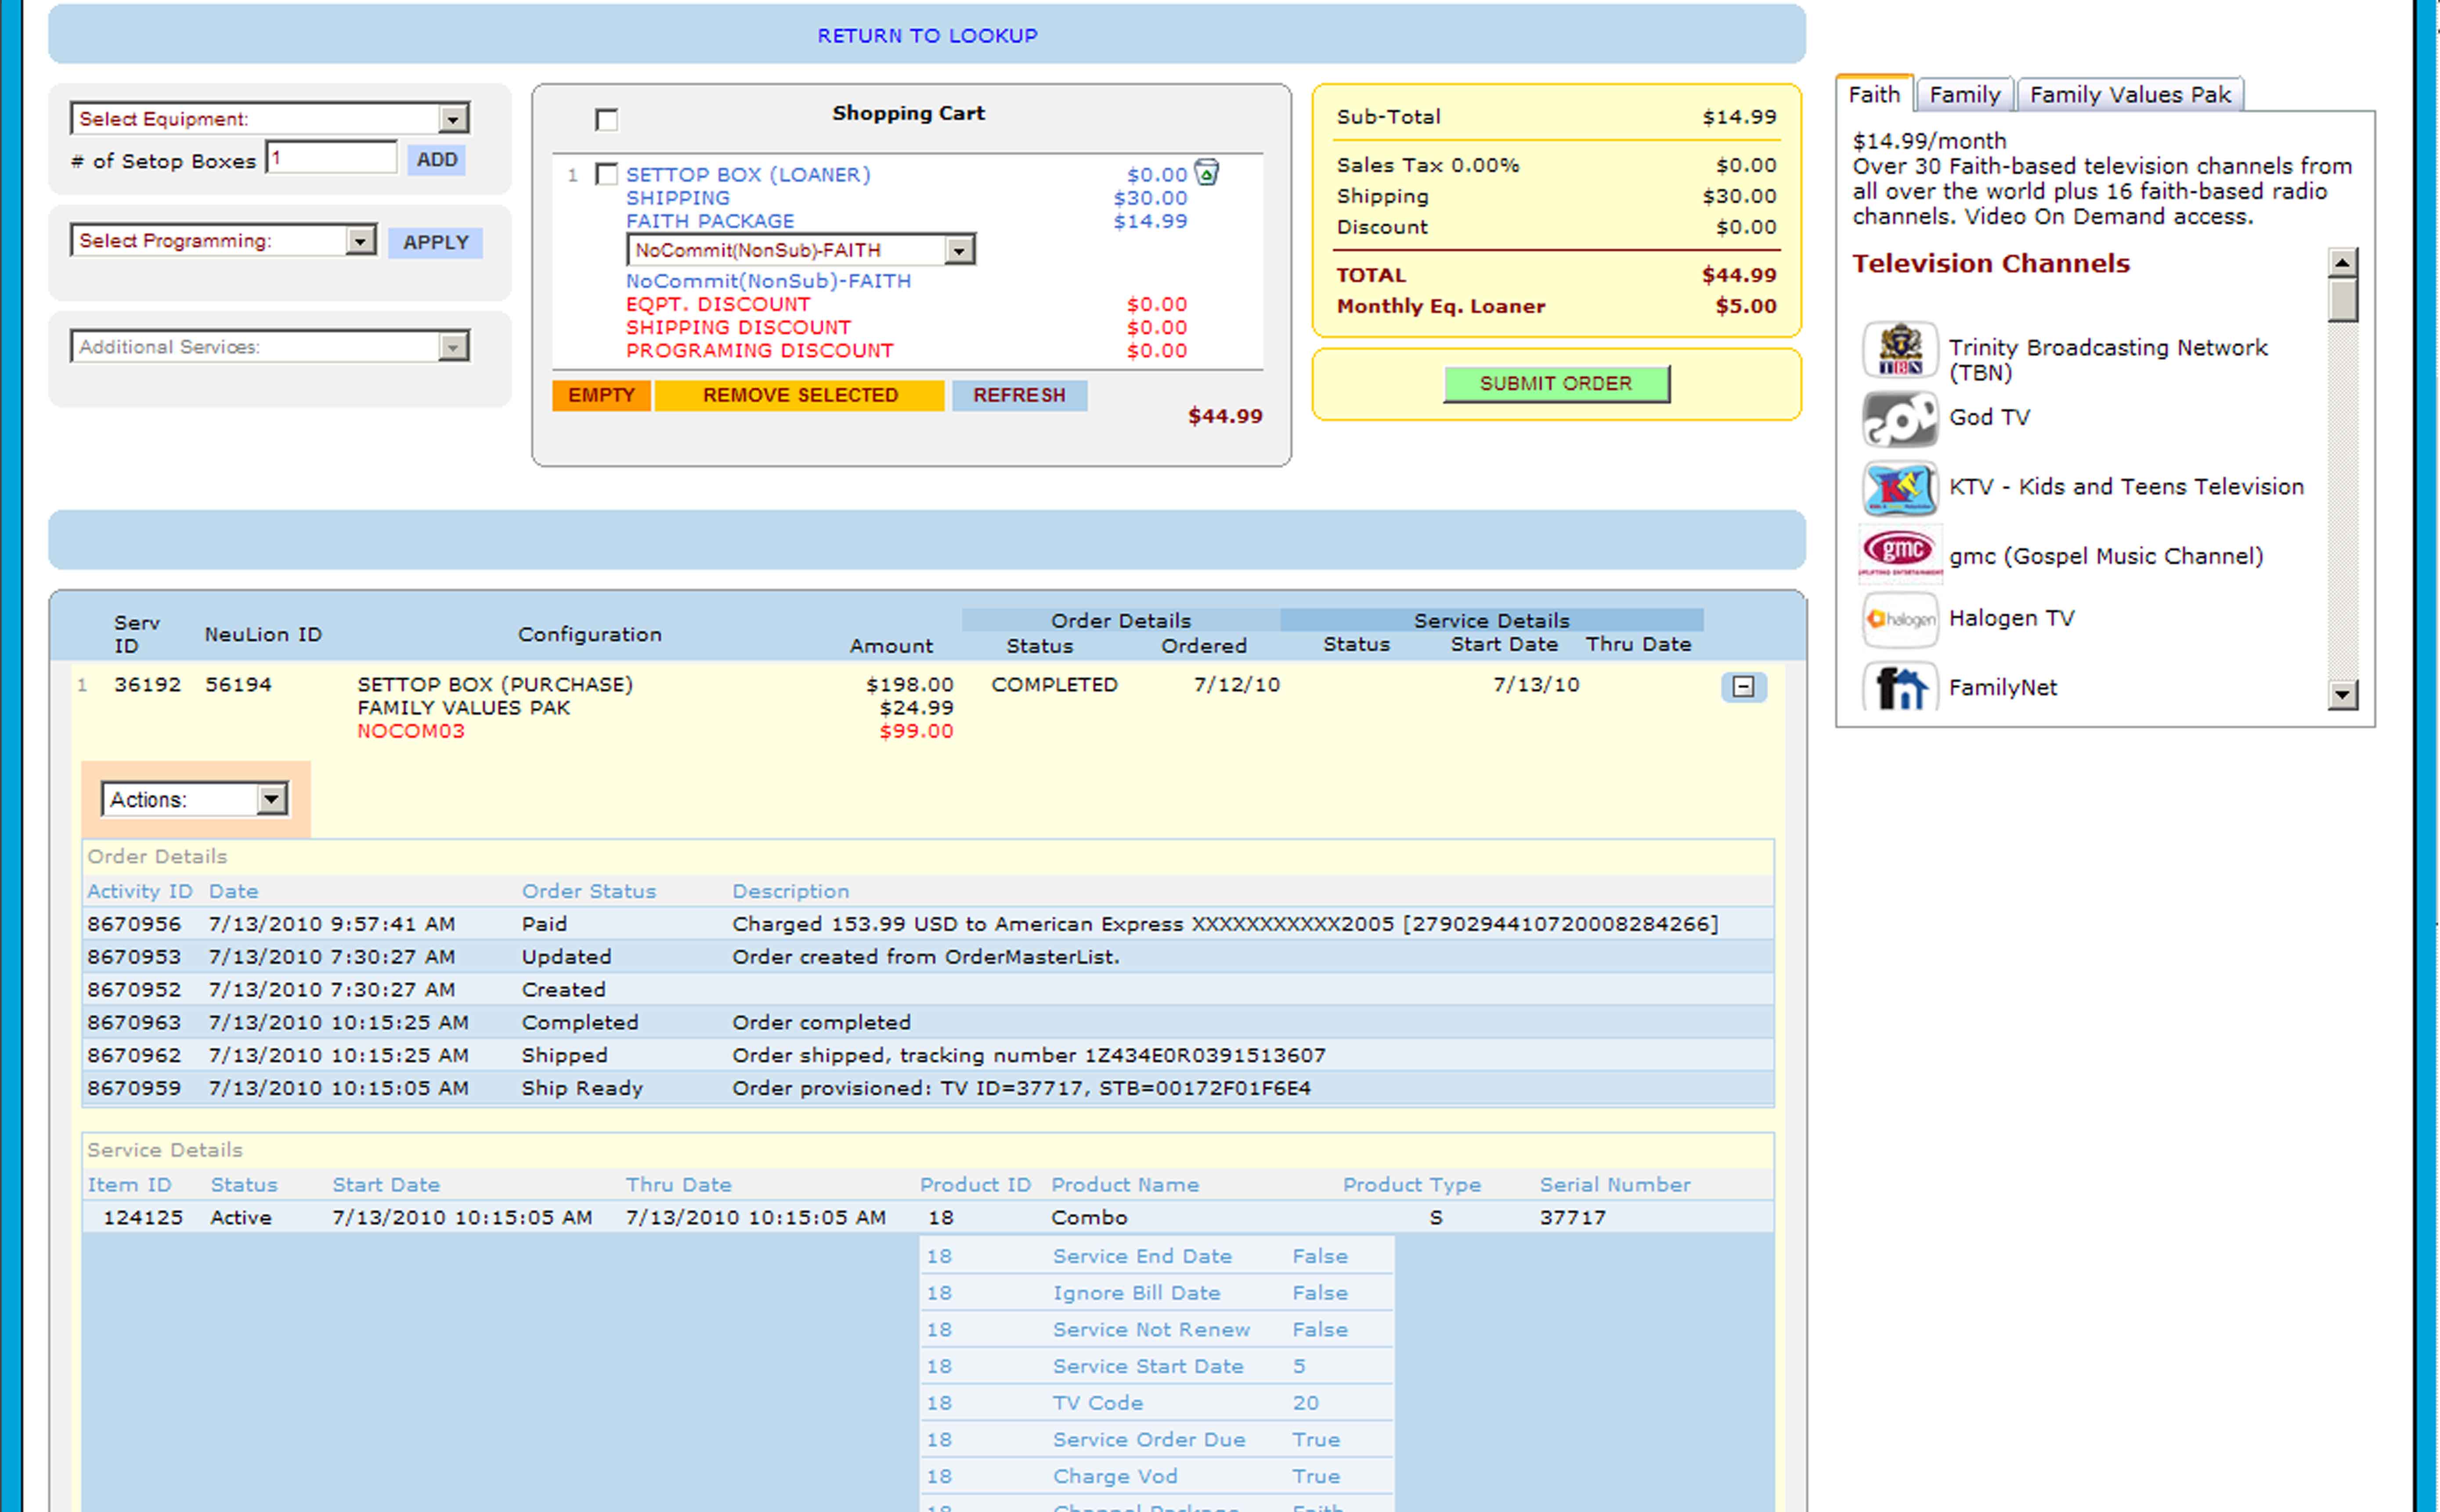 RETURN TO LOOKUP
Select Equipment:
# of Setop Boxes 1 ADD
Select Programming: APPLY
Additional Services:
Shopping Cart
1 SETTOP BOX (LOANER) $0.00
SHIPPING $30.00
FAITH PACKAGE $14.99
NoCommit(NonSub)-FAITH
NoCommit(NonSub)-FAITH
EQPT. DISCOUNT $0.00
SHIPPING DISCOUNT $0.00
PROGRAMING DISCOUNT $0.00
EMPTY REMOVE SELECTED REFRESH
$44.99
Sub-Total $14.99
Sales Tax 0.00% $0.00
Shipping $30.00
Discount $0.00
TOTAL $44.99
Monthly Eq. Loaner $5.00
SUBMIT ORDER
Faith Family Family Values Pak
$14.99/month
Over 30 Faith-based television channels from
all over the world plus 16 faith-based radio
channels. Video On Demand access.
Television Channels
TBN
Trinity Broadcasting Network
(TBN)
GOD
God TV
KTV - Kids and Teens Television
gmc
gmc (Gospel Music Channel)
halogen
Halogen TV
fn
FamilyNet
Order Details Service Details
Serv ID NeuLion ID Configuration Amount Status Ordered Status Start Date Thru Date
1 36192 56194 SETTOP BOX (PURCHASE) $198.00 COMPLETED 7/12/10 7/13/10
FAMILY VALUES PAK $24.99
NOCOM03 $99.00
Actions:
Order Details
Activity ID Date Order Status Description
8670956 7/13/2010 9:57:41 AM Paid Charged 153.99 USD to American Express XXXXXXXXXXX2005 [2790294410720008284266]
8670953 7/13/2010 7:30:27 AM Updated Order created from OrderMasterList.
8670952 7/13/2010 7:30:27 AM Created
8670963 7/13/2010 10:15:25 AM Completed Order completed
8670962 7/13/2010 10:15:25 AM Shipped Order shipped, tracking number 1Z434E0R0391513607
8670959 7/13/2010 10:15:05 AM Ship Ready Order provisioned: TV ID=37717, STB=00172F01F6E4
Service Details
Item ID Status Start Date Thru Date Product ID Product Name Product Type Serial Number
124125 Active 7/13/2010 10:15:05 AM 7/13/2010 10:15:05 AM 18 Combo S 37717
18 Service End Date False
18 Ignore Bill Date False
18 Service Not Renew False
18 Service Start Date 5
18 TV Code 20
18 Service Order Due True
18 Charge Vod True
18 Channel Package Faith